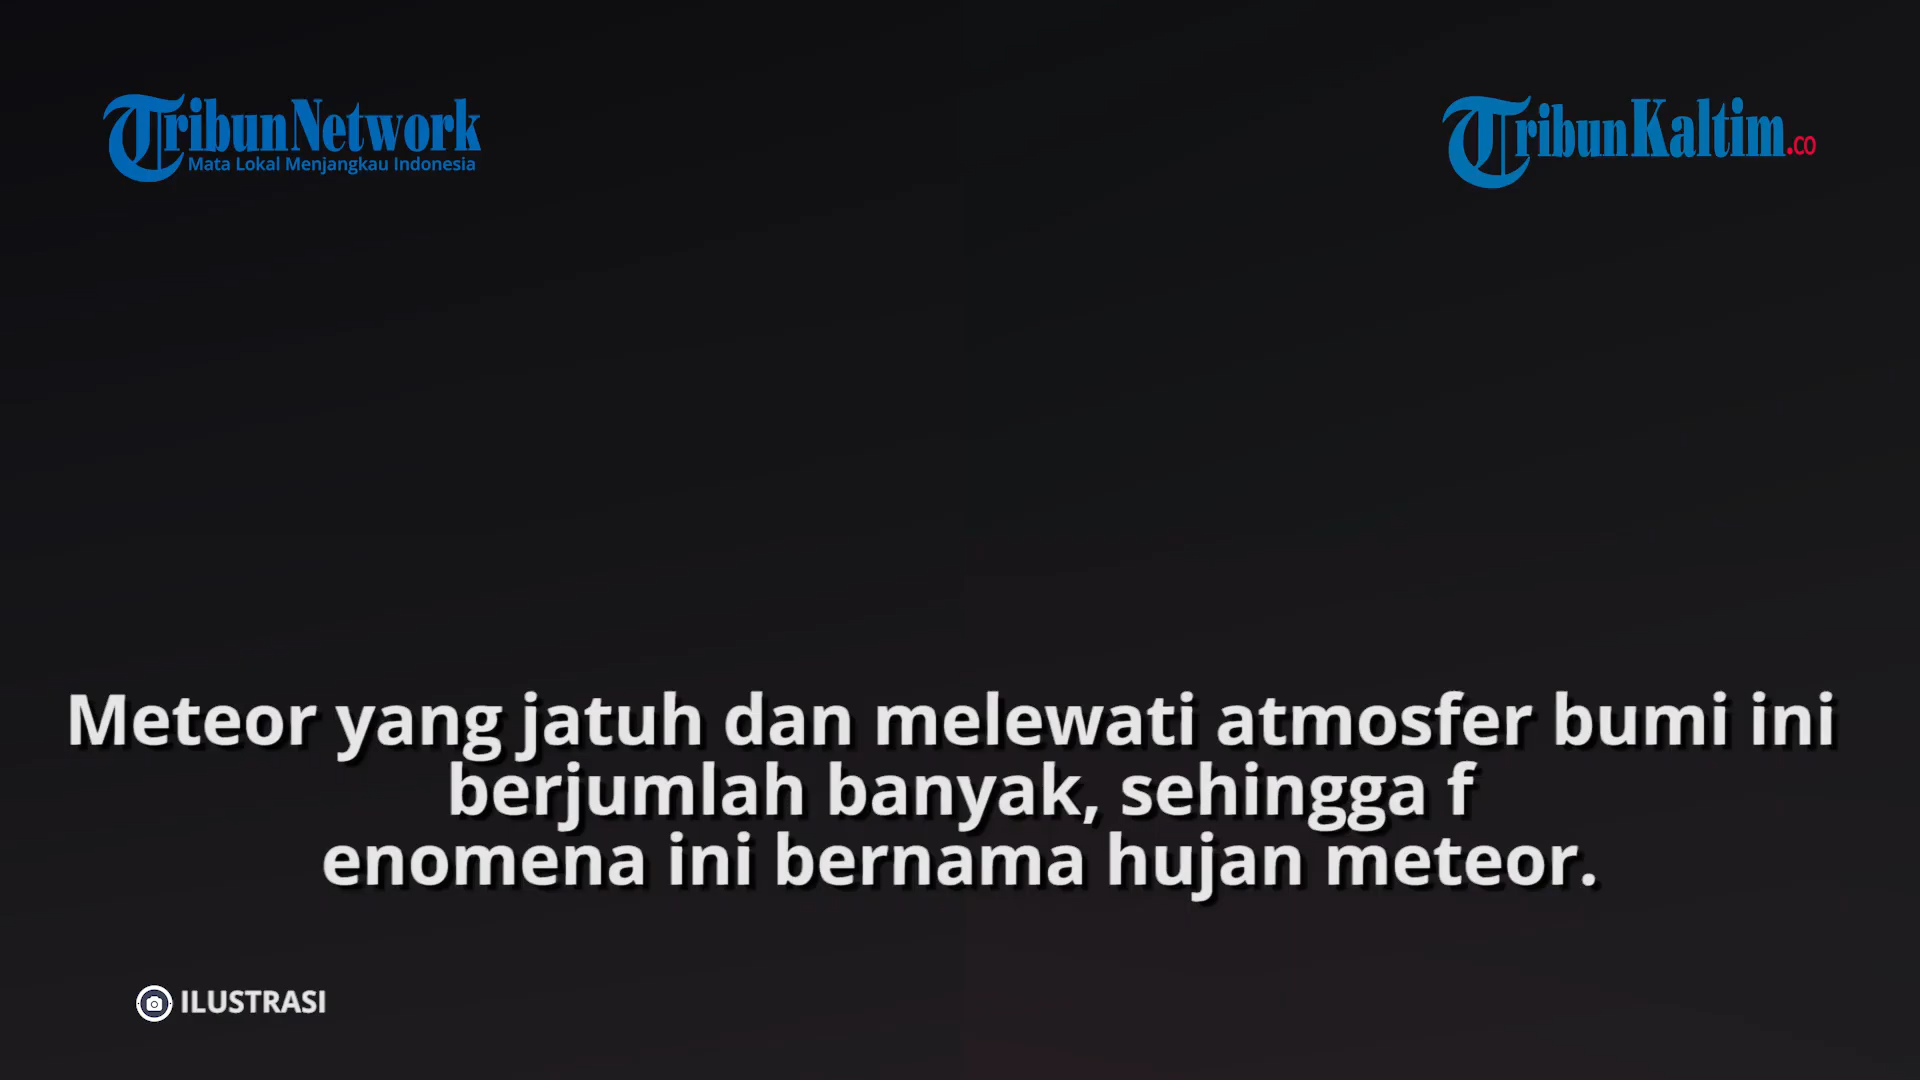 TribunNetwork
Mata Lokal Menjangkau Indonesia
TribunKaltim.co
Meteor yang jatuh dan melewati atmosfer bumi ini
berjumlah banyak, sehingga f
enomena ini bernama hujan meteor.
ILUSTRASI